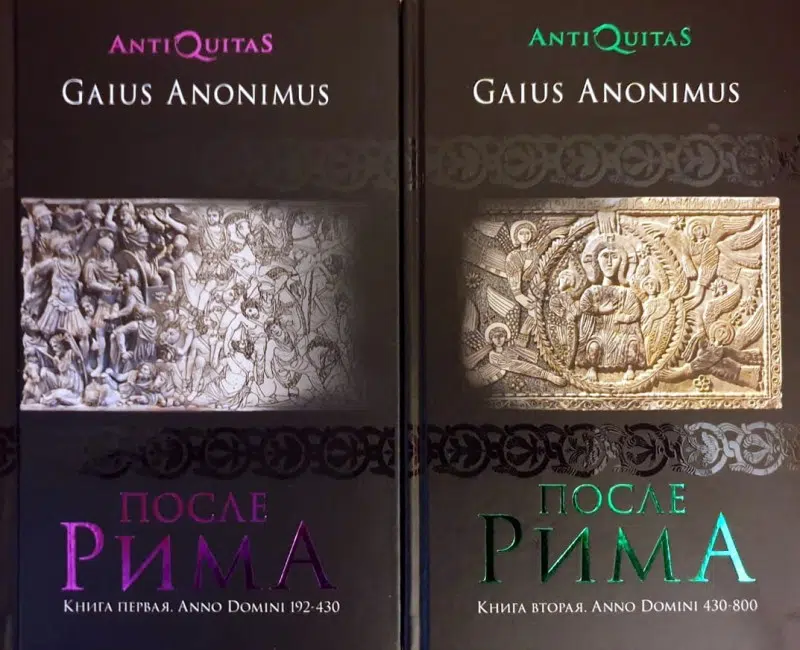 ANTIQUITAS
GAIUS ANONIMUS
ПОСЛЕ
РИМА
КНИГА ПЕРВАЯ. ANNO DOMINI 192-430
ANTIQUITAS
GAIUS ANONIMUS
ПОСЛЕ
РИМА
КНИГА ВТОРАЯ. ANNO DOMINI 430-800